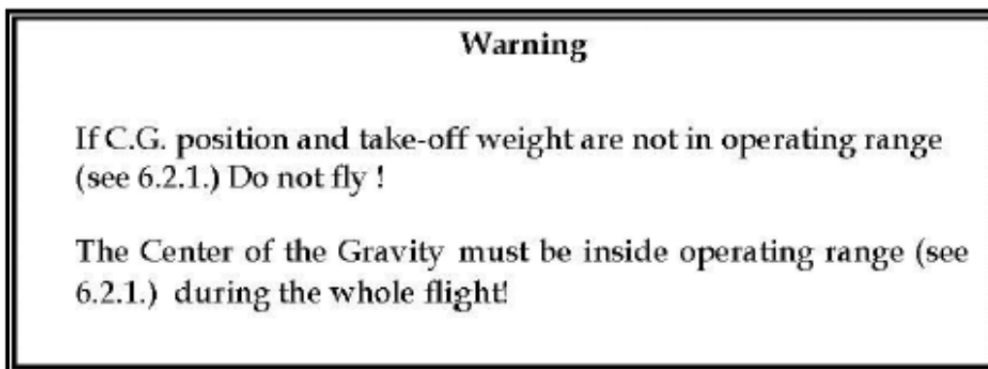 Warning
If C.G. position and take-off weight are not in operating range
(see 6.2.1.) Do not fly !
The Center of the Gravity must be inside operating range (see
6.2.1.) during the whole flight!